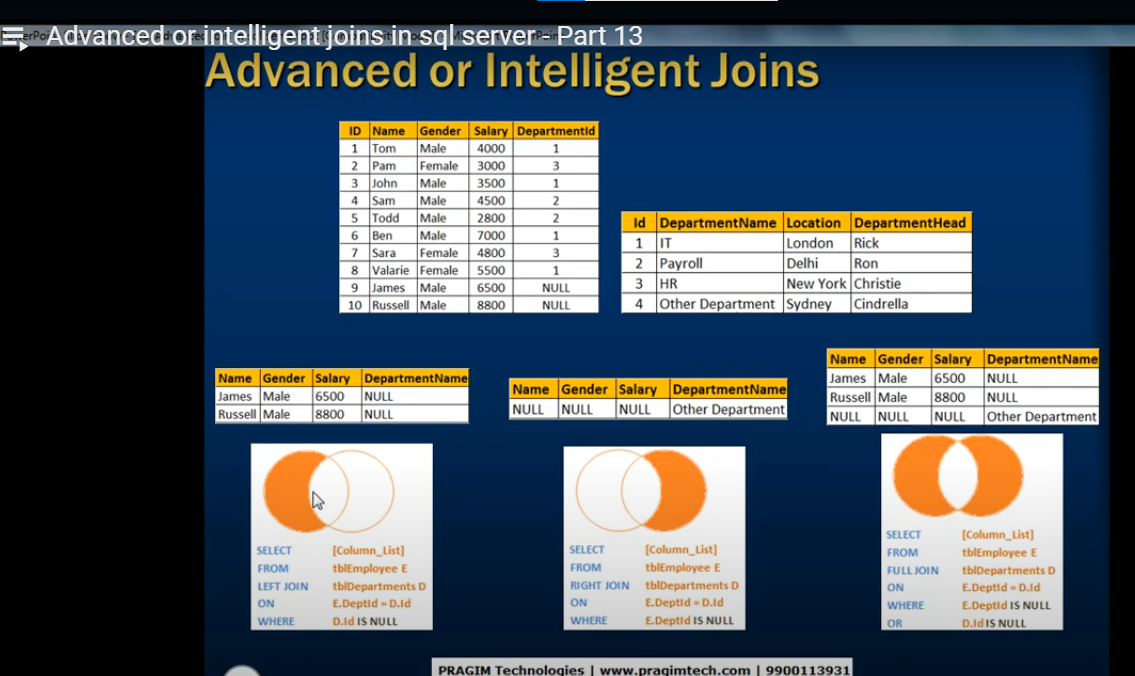 Advanced or intelligent joins in sql server - Part 13
Advanced or Intelligent Joins
ID Name Gender Salary DepartmentId
1 Tom Male 4000 1
2 Pam Female 3000 3
3 John Male 3500 1
4 Sam Male 4500 2
5 Todd Male 2800 2
6 Ben Male 7000 1
7 Sara Female 4800 3
8 Valarie Female 5500 1
9 James Male 6500 NULL
10 Russell Male 8800 NULL
Id DepartmentName Location DepartmentHead
1 IT London Rick
2 Payroll Delhi Ron
3 HR New York Christie
4 Other Department Sydney Cindrella
Name Gender Salary DepartmentName
James Male 6500 NULL
Russell Male 8800 NULL
Name Gender Salary DepartmentName
NULL NULL NULL Other Department
Name Gender Salary DepartmentName
James Male 6500 NULL
Russell Male 8800 NULL
NULL NULL NULL Other Department
SELECT [Column_List]
FROM tblEmployee E
LEFT JOIN tblDepartments D
ON E.DeptId = D.Id
WHERE D.Id IS NULL
SELECT [Column_List]
FROM tblEmployee E
RIGHT JOIN tblDepartments D
ON E.DeptId = D.Id
WHERE E.DeptId IS NULL
SELECT [Column_List]
FROM tblEmployee E
FULL JOIN tblDepartments D
ON E.DeptId = D.Id
WHERE E.DeptId IS NULL
OR D.Id IS NULL
PRAGIM Technologies | www.pragimtech.com | 9900113931